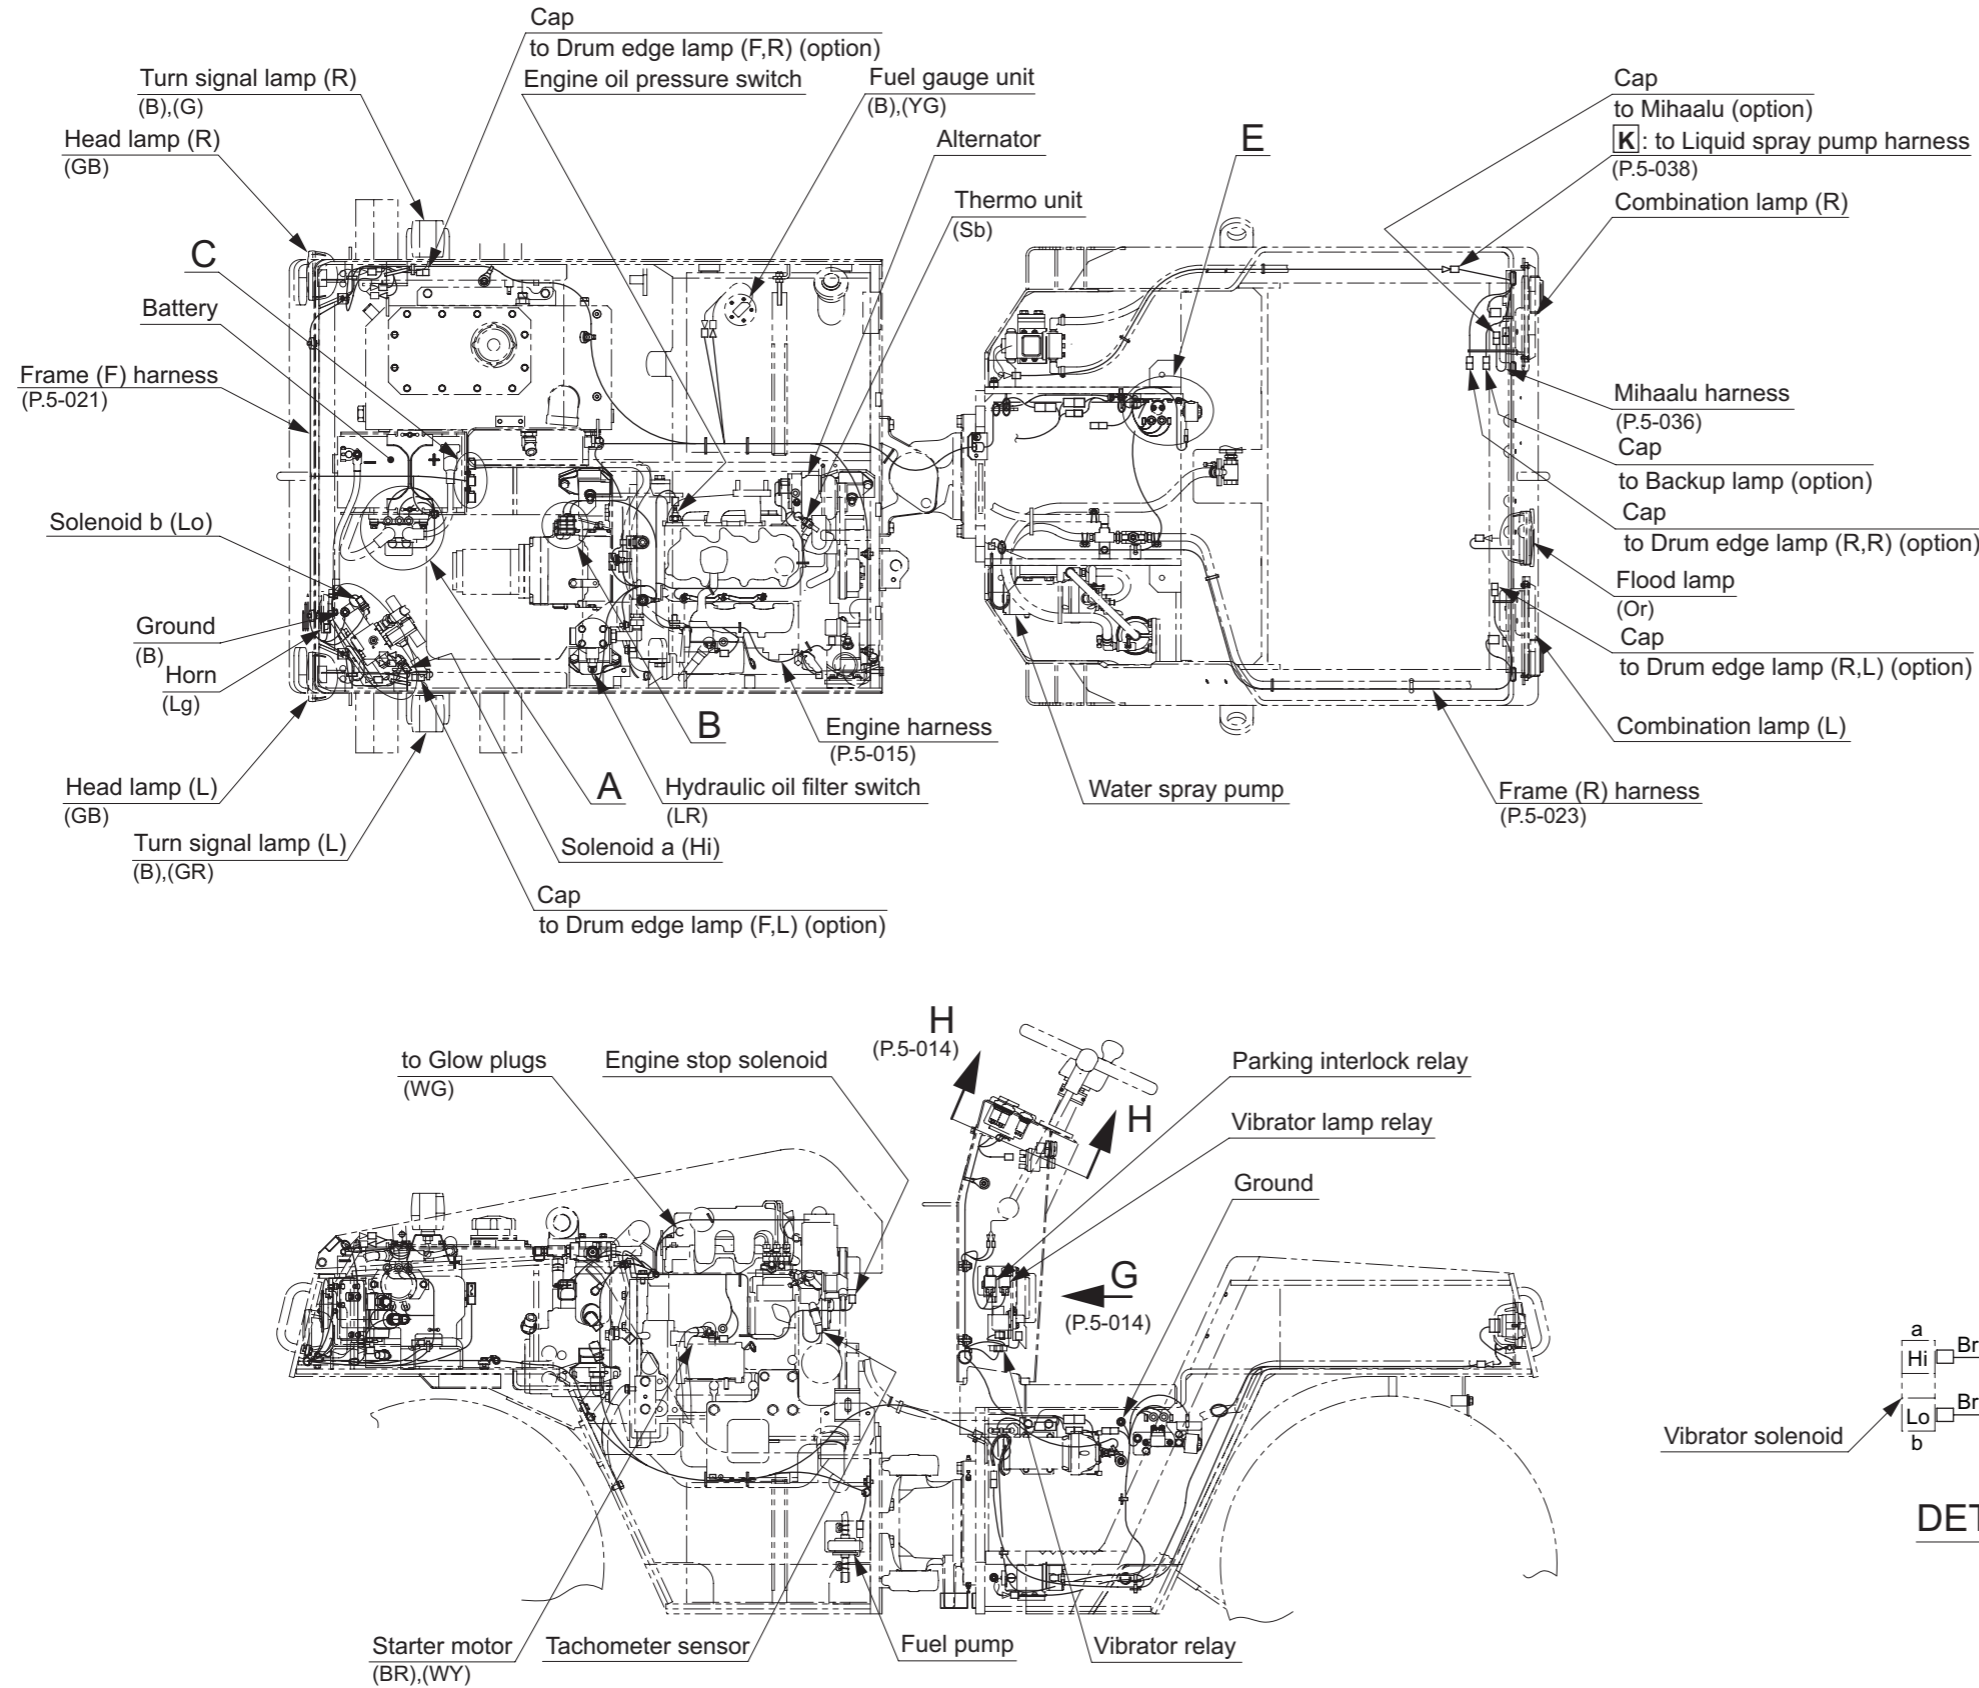 Cap
to Drum edge lamp (F,R) (option)
Engine oil pressure switch
Turn signal lamp (R)
(B),(G)
Head lamp (R)
(GB)
Fuel gauge unit
(B),(YG)
Alternator
Thermo unit
(Sb)
E
Cap
to Mihaalu (option)
K : to Liquid spray pump harness
(P.5-038)
Combination lamp (R)
C
Battery
Frame (F) harness
(P.5-021)
Solenoid b (Lo)
Ground
(B)
Horn
(Lg)
Head lamp (L)
(GB)
Turn signal lamp (L)
(B),(GR)
− +
Mihaalu harness
(P.5-036)
Cap
to Backup lamp (option)
Cap
to Drum edge lamp (R,R) (option)
Flood lamp
(Or)
Cap
to Drum edge lamp (R,L) (option)
Combination lamp (L)
B
A
Engine harness
(P.5-015)
Hydraulic oil filter switch
(LR)
Solenoid a (Hi)
Cap
to Drum edge lamp (F,L) (option)
Water spray pump
Frame (R) harness
(P.5-023)
H
(P.5-014)
H
to Glow plugs
(WG)
Engine stop solenoid
Parking interlock relay
Vibrator lamp relay
Ground
G
(P.5-014)
a
Hi Br
Lo Br
b
Vibrator solenoid
DET
Starter motor
(BR),(WY)
Tachometer sensor
Fuel pump
Vibrator relay